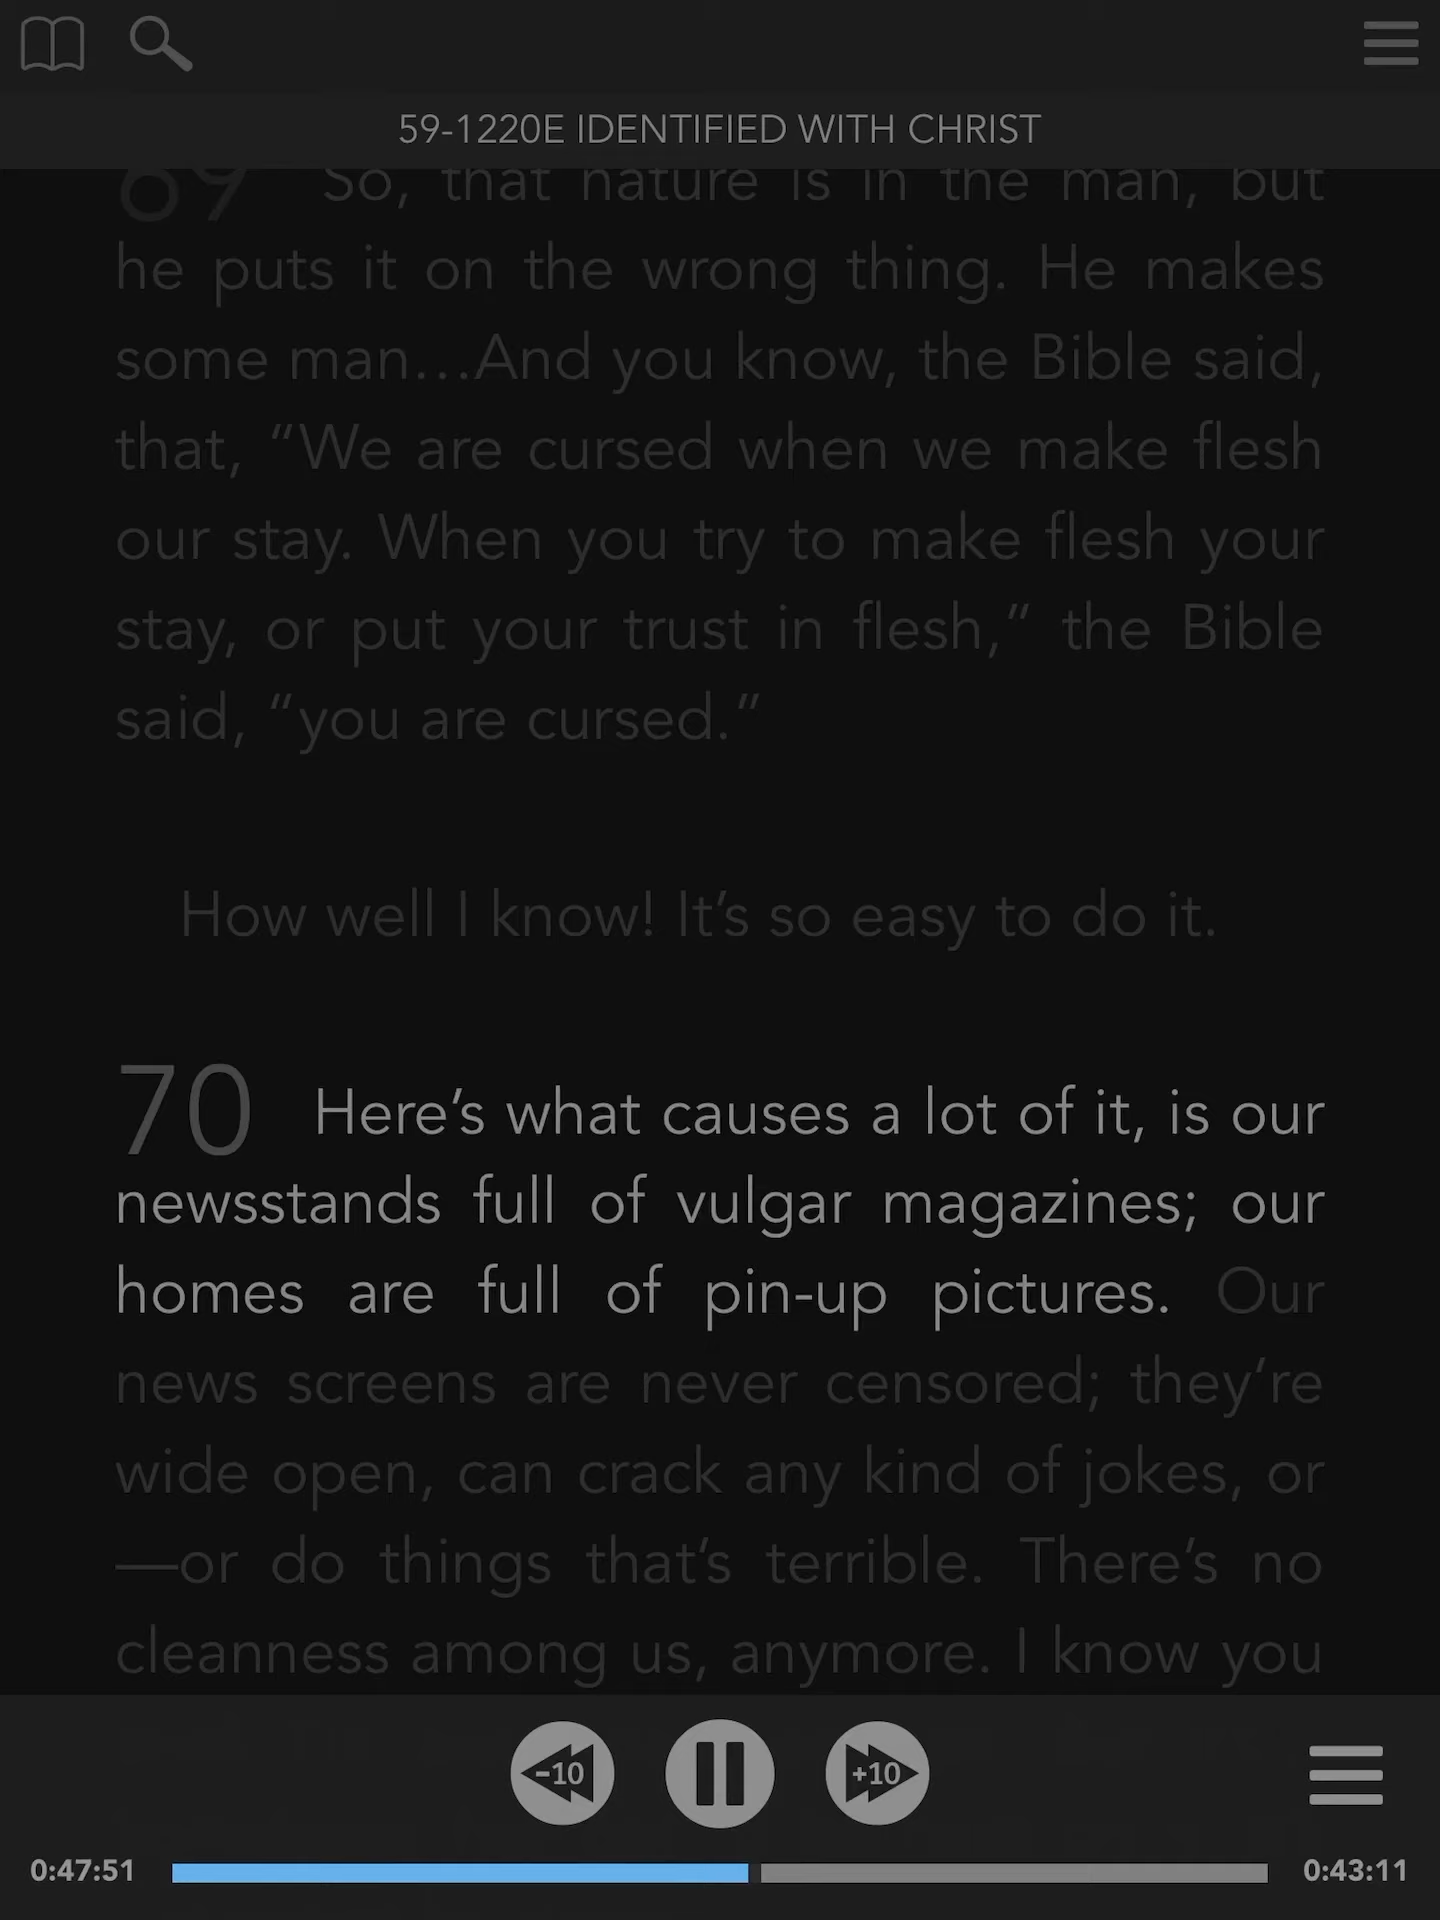 59-1220E IDENTIFIED WITH CHRIST
69 So, that nature is in the man, but
he puts it on the wrong thing. He makes
some man…And you know, the Bible said,
that, “We are cursed when we make flesh
our stay. When you try to make flesh your
stay, or put your trust in flesh,” the Bible
said, “you are cursed.”
How well I know! It’s so easy to do it.
70 Here’s what causes a lot of it, is our
newsstands full of vulgar magazines; our
homes are full of pin-up pictures. Our
news screens are never censored; they’re
wide open, can crack any kind of jokes, or
—or do things that’s terrible. There’s no
cleanness among us, anymore. I know you
-10 +10
0:47:51 0:43:11